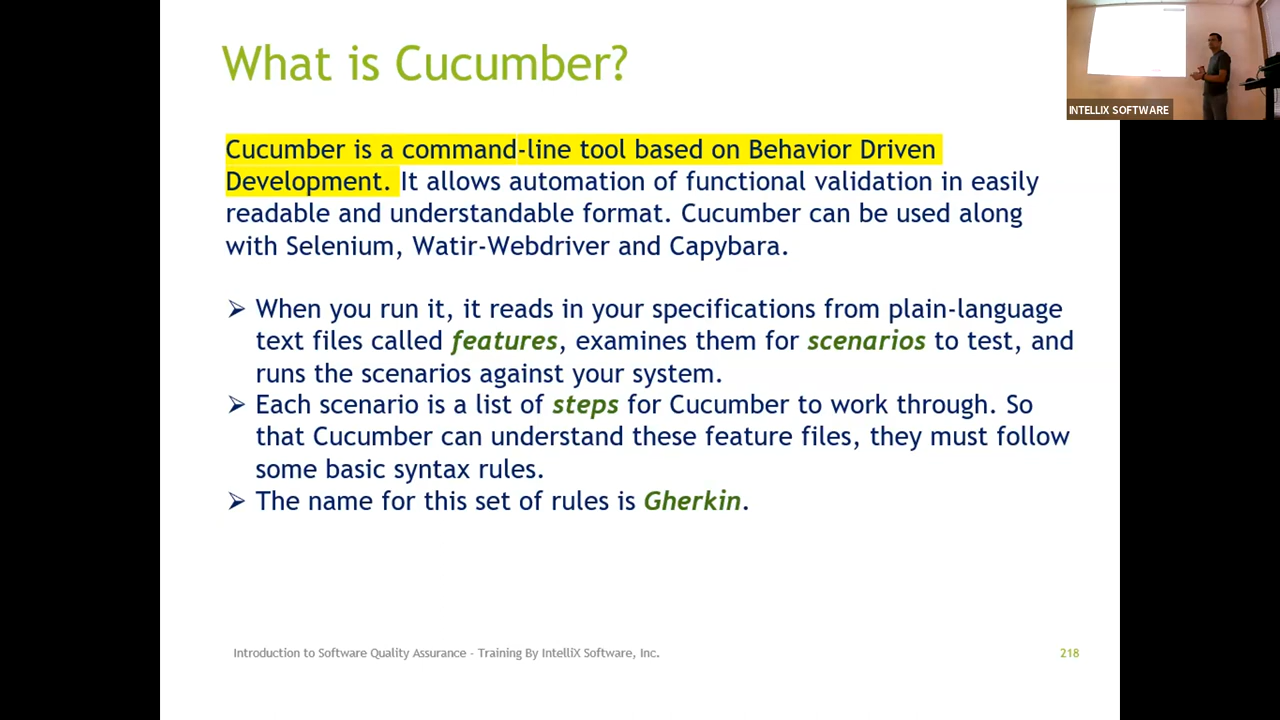 What is Cucumber?
INTELLIX SOFTWARE
Cucumber is a command-line tool based on Behavior Driven
Development. It allows automation of functional validation in easily
readable and understandable format. Cucumber can be used along
with Selenium, Watir-Webdriver and Capybara.
➢ When you run it, it reads in your specifications from plain-language
text files called features, examines them for scenarios to test, and
runs the scenarios against your system.
➢ Each scenario is a list of steps for Cucumber to work through. So
that Cucumber can understand these feature files, they must follow
some basic syntax rules.
➢ The name for this set of rules is Gherkin.
Introduction to Software Quality Assurance - Training By IntelliX Software, Inc.
218